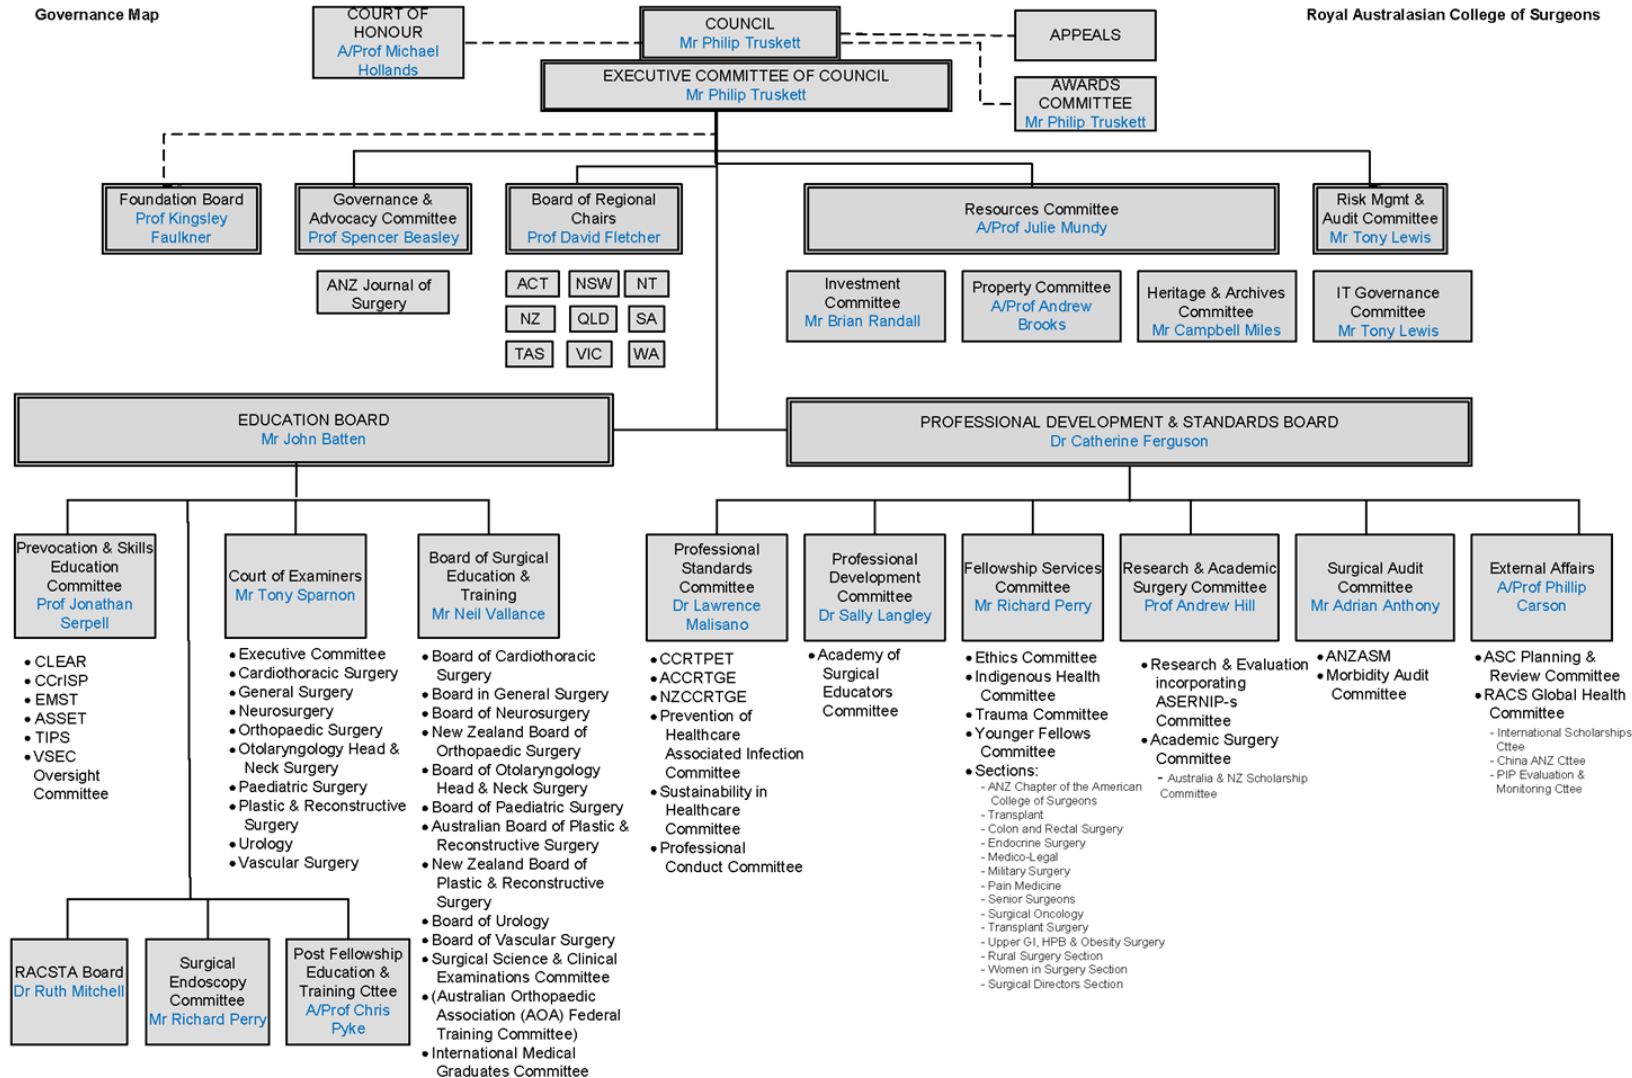 Governance Map
Royal Australasian College of Surgeons
COURT OF
HONOUR
A/Prof Michael
Hollands
COUNCIL
Mr Philip Truskett
APPEALS
EXECUTIVE COMMITTEE OF COUNCIL
Mr Philip Truskett
AWARDS
COMMITTEE
Mr Philip Truskett
Foundation Board
Prof Kingsley
Faulkner
Governance &
Advocacy Committee
Prof Spencer Beasley
Board of Regional
Chairs
Prof David Fletcher
Resources Committee
A/Prof Julie Mundy
Risk Mgmt &
Audit Committee
Mr Tony Lewis
ANZ Journal of
Surgery
ACT
NSW
NT
NZ
QLD
SA
TAS
VIC
WA
Investment
Committee
Mr Brian Randall
Property Committee
A/Prof Andrew
Brooks
Heritage & Archives
Committee
Mr Campbell Miles
IT Governance
Committee
Mr Tony Lewis
EDUCATION BOARD
Mr John Batten
PROFESSIONAL DEVELOPMENT & STANDARDS BOARD
Dr Catherine Ferguson
Prevocation & Skills
Education
Committee
Prof Jonathan
Serpell
• CLEAR
• CCrISP
• EMST
• ASSET
• TIPS
• VSEC
Oversight
Committee
Court of Examiners
Mr Tony Sparnon
• Executive Committee
• Cardiothoracic Surgery
• General Surgery
• Neurosurgery
• Orthopaedic Surgery
• Otolaryngology Head &
Neck Surgery
• Paediatric Surgery
• Plastic & Reconstructive
Surgery
• Urology
• Vascular Surgery
Board of Surgical
Education &
Training
Mr Neil Vallance
• Board of Cardiothoracic
Surgery
• Board in General Surgery
• Board of Neurosurgery
• New Zealand Board of
Orthopaedic Surgery
• Board of Otolaryngology
Head & Neck Surgery
• Board of Paediatric Surgery
• Australian Board of Plastic &
Reconstructive Surgery
• New Zealand Board of
Plastic & Reconstructive
Surgery
• Board of Urology
• Board of Vascular Surgery
• Surgical Science & Clinical
Examinations Committee
• (Australian Orthopaedic
Association (AOA) Federal
Training Committee)
• International Medical
Graduates Committee
RACSTA Board
Dr Ruth Mitchell
Surgical
Endoscopy
Committee
Mr Richard Perry
Post Fellowship
Education &
Training Cttee
A/Prof Chris
Pyke
Professional
Standards
Committee
Dr Lawrence
Malisano
• CCRTPET
• ACCRTGE
• NZCCRTGE
• Prevention of
Healthcare
Associated Infection
Committee
• Sustainability in
Healthcare
Committee
• Professional
Conduct Committee
Professional
Development
Committee
Dr Sally Langley
• Academy of
Surgical
Educators
Committee
Fellowship Services
Committee
Mr Richard Perry
• Ethics Committee
• Indigenous Health
Committee
• Trauma Committee
• Younger Fellows
Committee
• Sections:
- ANZ Chapter of the American
College of Surgeons
- Transplant
- Colon and Rectal Surgery
- Endocrine Surgery
- Medico-Legal
- Military Surgery
- Pain Medicine
- Senior Surgeons
- Surgical Oncology
- Transplant Surgery
- Upper GI, HPB & Obesity Surgery
- Rural Surgery Section
- Women in Surgery Section
- Surgical Directors Section
Research & Academic
Surgery Committee
Prof Andrew Hill
• Research & Evaluation
incorporating
ASERNIP-s
Committee
• Academic Surgery
Committee
- Australia & NZ Scholarship
Committee
Surgical Audit
Committee
Mr Adrian Anthony
• ANZASM
• Morbidity Audit
Committee
External Affairs
A/Prof Phillip
Carson
• ASC Planning &
Review Committee
• RACS Global Health
Committee
- International Scholarships
Cttee
- China ANZ Cttee
- PIP Evaluation &
Monitoring Cttee